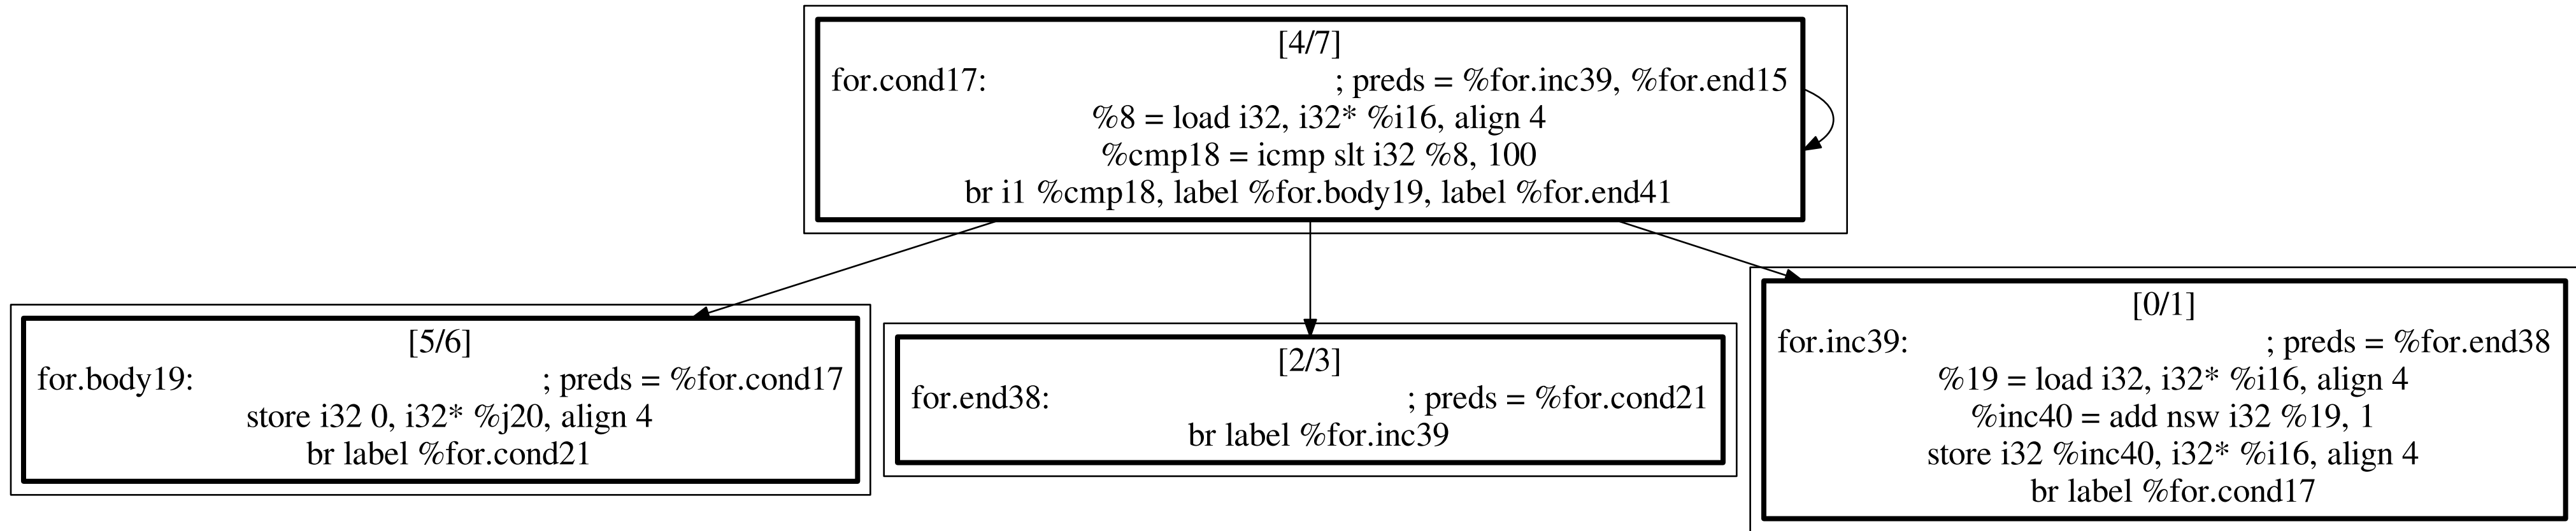 [4/7]
for.cond17: ; preds = %for.inc39, %for.end15
%8 = load i32, i32* %i16, align 4
%cmp18 = icmp slt i32 %8, 100
br i1 %cmp18, label %for.body19, label %for.end41
[5/6]
for.body19: ; preds = %for.cond17
store i32 0, i32* %j20, align 4
br label %for.cond21
[2/3]
for.end38: ; preds = %for.cond21
br label %for.inc39
[0/1]
for.inc39: ; preds = %for.end38
%19 = load i32, i32* %i16, align 4
%inc40 = add nsw i32 %19, 1
store i32 %inc40, i32* %i16, align 4
br label %for.cond17